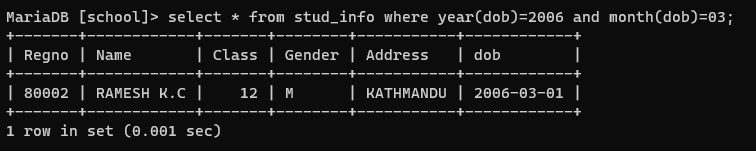 MariaDB [school]> select * from stud_info where year(dob)=2006 and month(dob)=03;
+-------+------------+-------+--------+-----------+------------+
| Regno | Name       | Class | Gender | Address   | dob        |
+-------+------------+-------+--------+-----------+------------+
| 80002 | RAMESH K.C |    12 | M      | KATHMANDU | 2006-03-01 |
+-------+------------+-------+--------+-----------+------------+
1 row in set (0.001 sec)